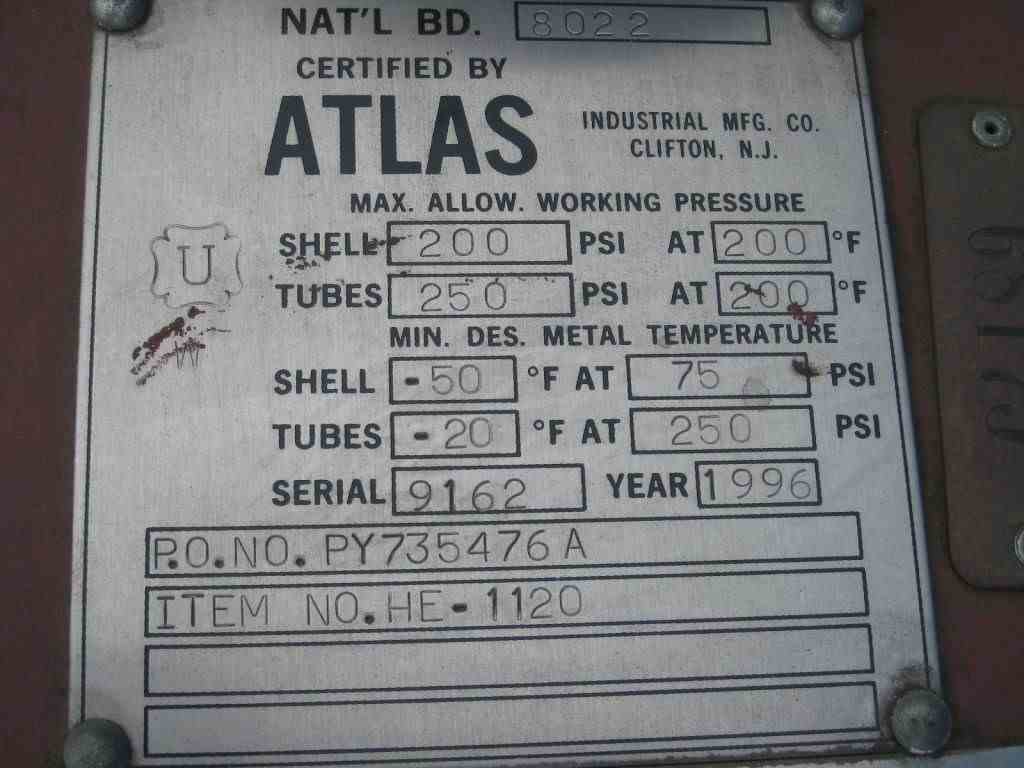 NAT'L BD. 8022
CERTIFIED BY
ATLAS INDUSTRIAL MFG. CO.
CLIFTON, N.J.
MAX. ALLOW. WORKING PRESSURE
U
SHELL 200 PSI AT 200 °F
TUBES 250 PSI AT 200 °F
MIN. DES. METAL TEMPERATURE
SHELL -50 °F AT 75 PSI
TUBES -20 °F AT 250 PSI
SERIAL 9162 YEAR 1996
P.O.NO. PY735476A
ITEM NO. HE-1120